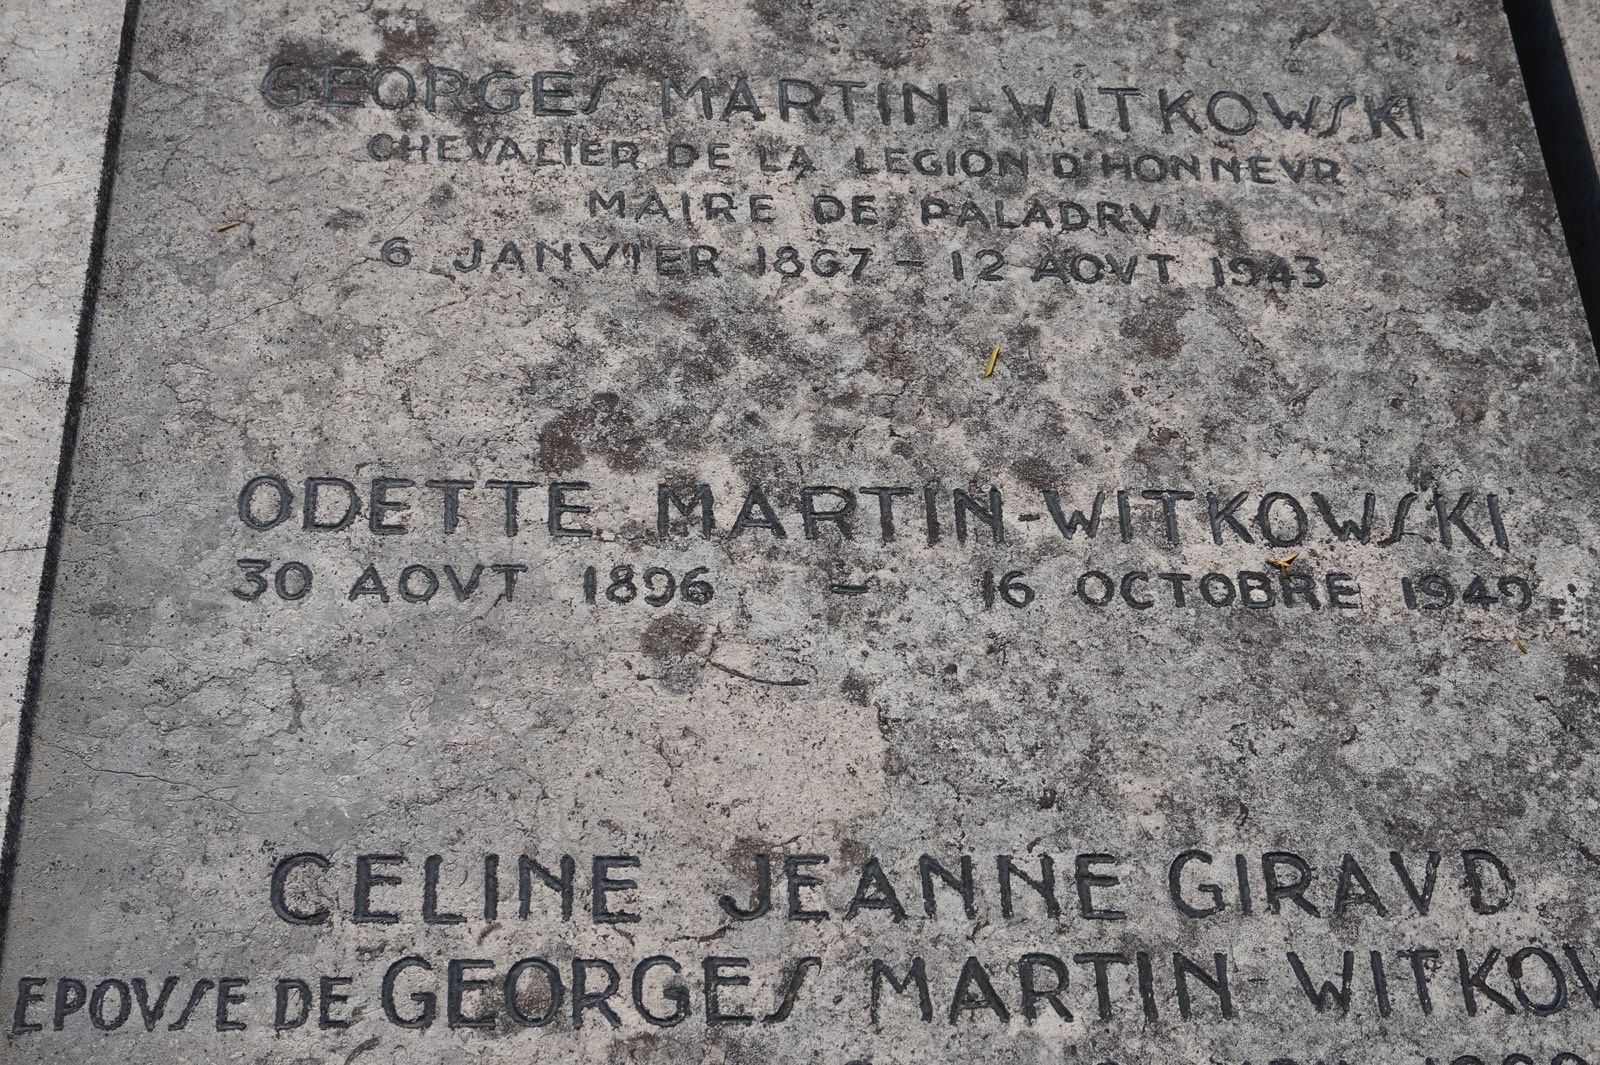 GEORGES MARTIN-WITKOWSKI
CHEVALIER DE LA LEGION D'HONNEVR
MAIRE DE PALADRV
6 JANVIER 1867 - 12 AOVT 1943
ODETTE MARTIN-WITKOWSKI
30 AOVT 1896 - 16 OCTOBRE 1949
CELINE JEANNE GIRAVD
EPOVSE DE GEORGES MARTIN-WITKOW